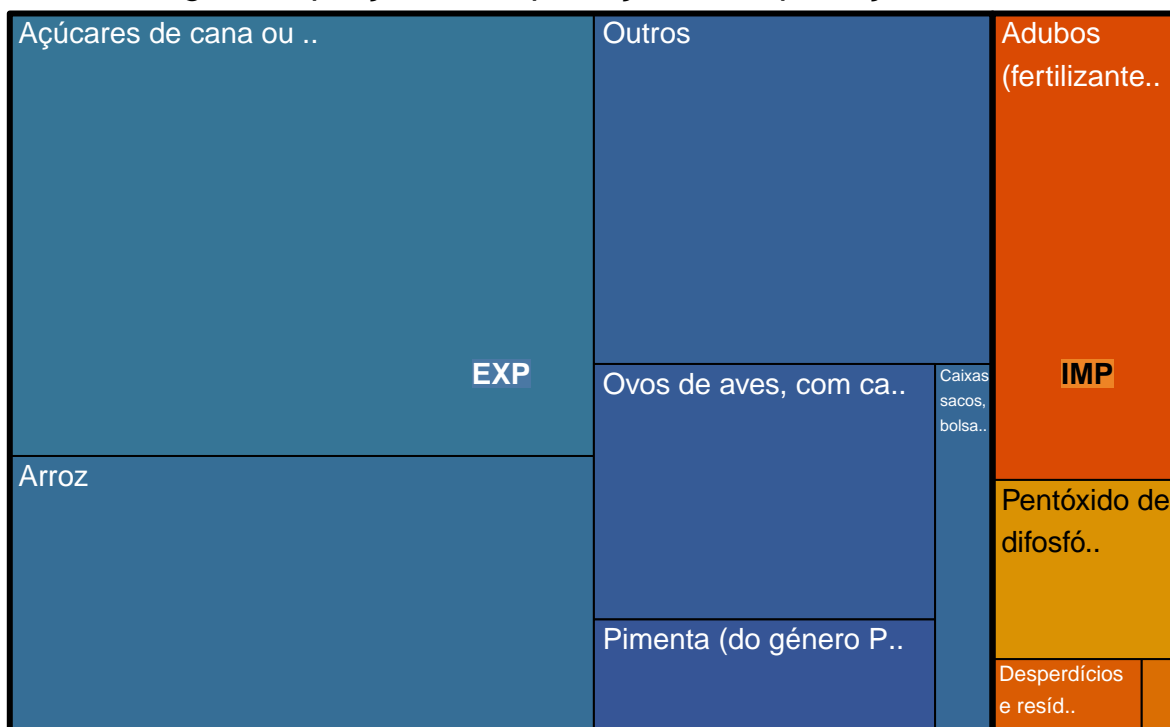 Açúcares de cana ou ..
Outros
Adubos
(fertilizante..
EXP
Ovos de aves, com ca..
Caixas
sacos,
bolsa..
IMP
Arroz
Pentóxido de
difosfó..
Pimenta (do género P..
Desperdícios
e resíd..